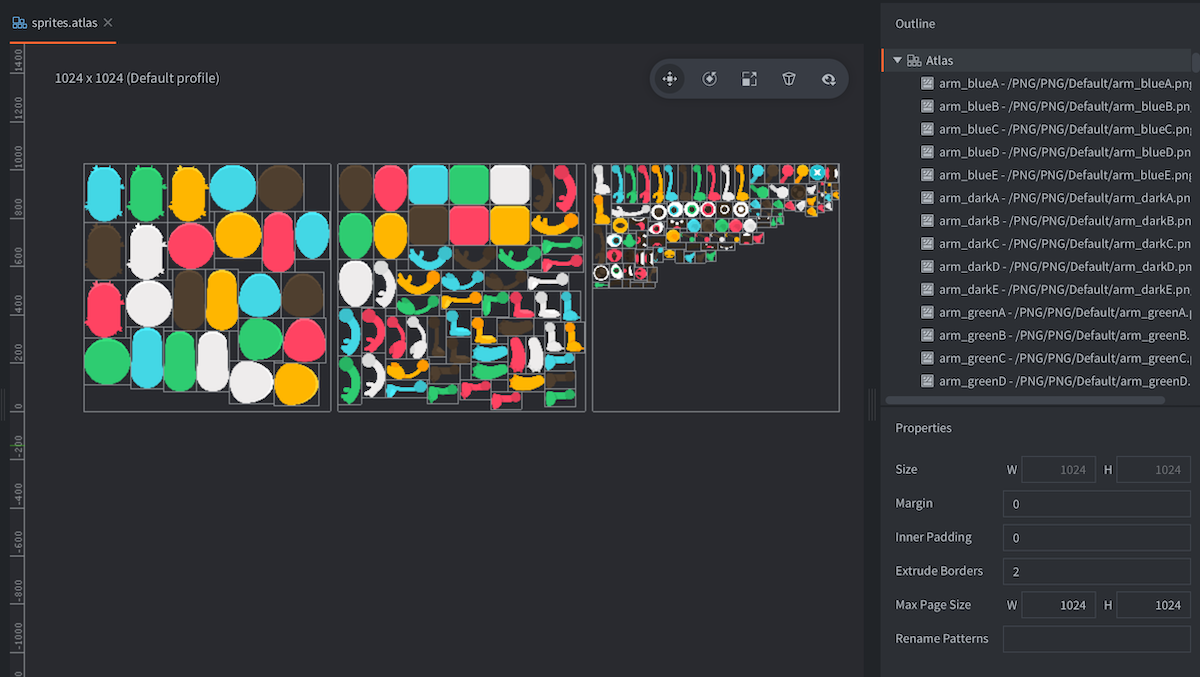 sprites.atlas
1024 x 1024 (Default profile)
1400
1200
1000
800
600
400
200
0
-200
-400
-600
-800
-1000
Outline
Atlas
arm_blueA - /PNG/PNG/Default/arm_blueA.png
arm_blueB - /PNG/PNG/Default/arm_blueB.pn
arm_blueC - /PNG/PNG/Default/arm_blueC.pn
arm_blueD - /PNG/PNG/Default/arm_blueD.pn
arm_blueE - /PNG/PNG/Default/arm_blueE.pn
arm_darkA - /PNG/PNG/Default/arm_darkA.pn
arm_darkB - /PNG/PNG/Default/arm_darkB.pn
arm_darkC - /PNG/PNG/Default/arm_darkC.pn
arm_darkD - /PNG/PNG/Default/arm_darkD.pn
arm_darkE - /PNG/PNG/Default/arm_darkE.pn
arm_greenA - /PNG/PNG/Default/arm_greenA.
arm_greenB - /PNG/PNG/Default/arm_greenB.
arm_greenC - /PNG/PNG/Default/arm_greenC.
arm_greenD - /PNG/PNG/Default/arm_greenD.
Properties
Size W 1024 H 1024
Margin 0
Inner Padding 0
Extrude Borders 2
Max Page Size W 1024 H 1024
Rename Patterns